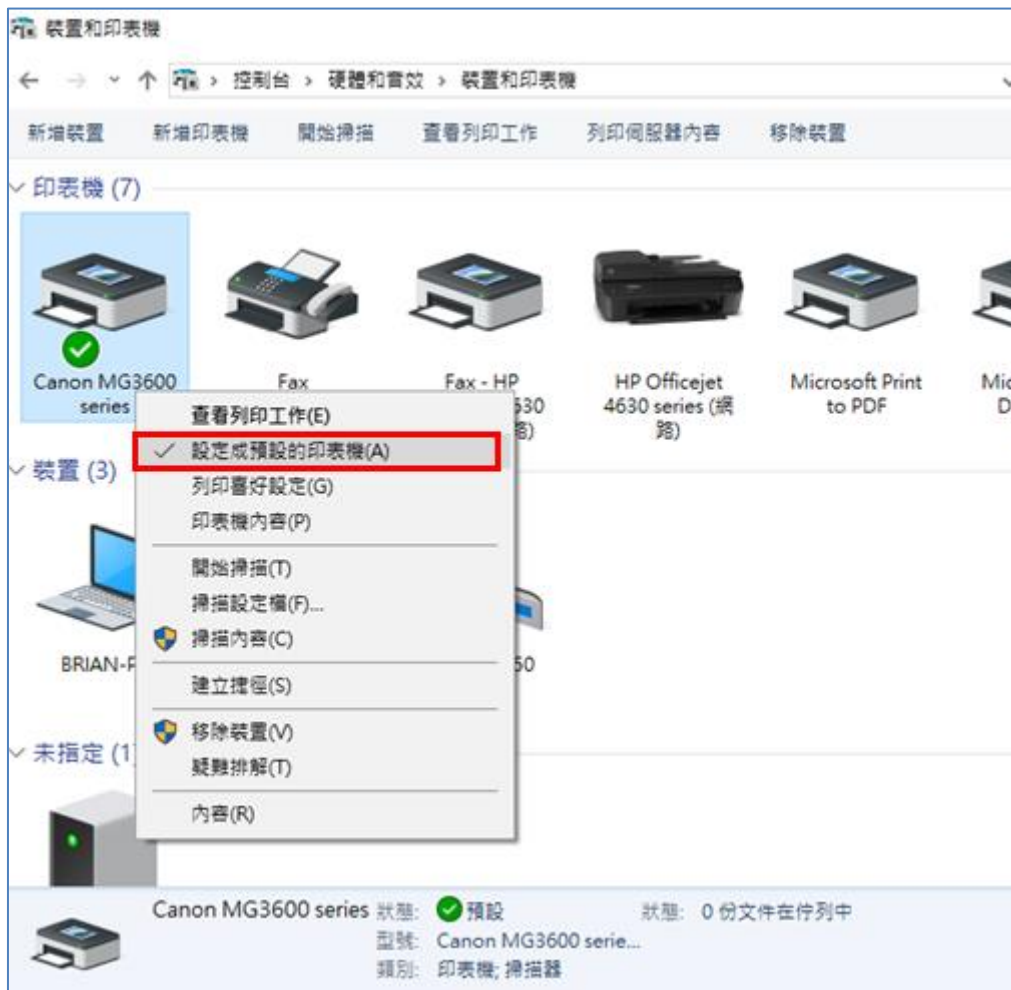 裝置和印表機
控制台 › 硬體和音效 › 裝置和印表機
新增裝置 新增印表機 開始掃描 查看列印工作 列印伺服器內容 移除裝置
印表機 (7)
Canon MG3600 series
Fax
Fax - HP
630
路)
HP Officejet
4630 series (網
路)
Microsoft Print
to PDF
Mic
D
查看列印工作(E)
設定成預設的印表機(A)
列印喜好設定(G)
印表機內容(P)
開始掃描(T)
掃描設定檔(F)...
掃描內容(C)
建立捷徑(S)
移除裝置(V)
疑難排解(T)
內容(R)
裝置 (3)
BRIAN-P
50
未指定 (1)
Canon MG3600 series 狀態: 預設 狀態: 0 份文件在佇列中
型號: Canon MG3600 serie...
類別: 印表機; 掃描器